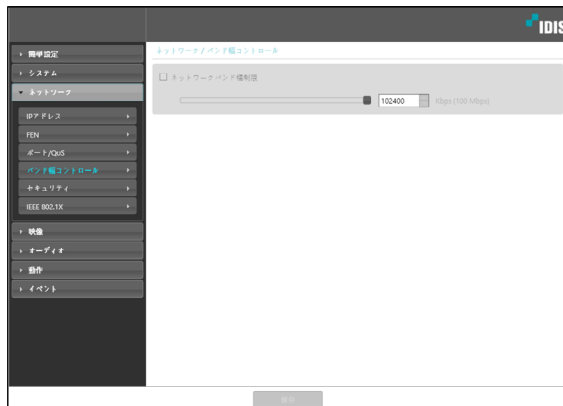 IDIS
簡単設定
ネットワーク / バンド幅コントロール
システム
ネットワークバンド幅制限
ネットワーク
102400 Kbps (100 Mbps)
IPアドレス
FEN
ポート/QoS
バンド幅コントロール
セキュリティ
IEEE 802.1X
映像
オーディオ
動作
イベント
保存